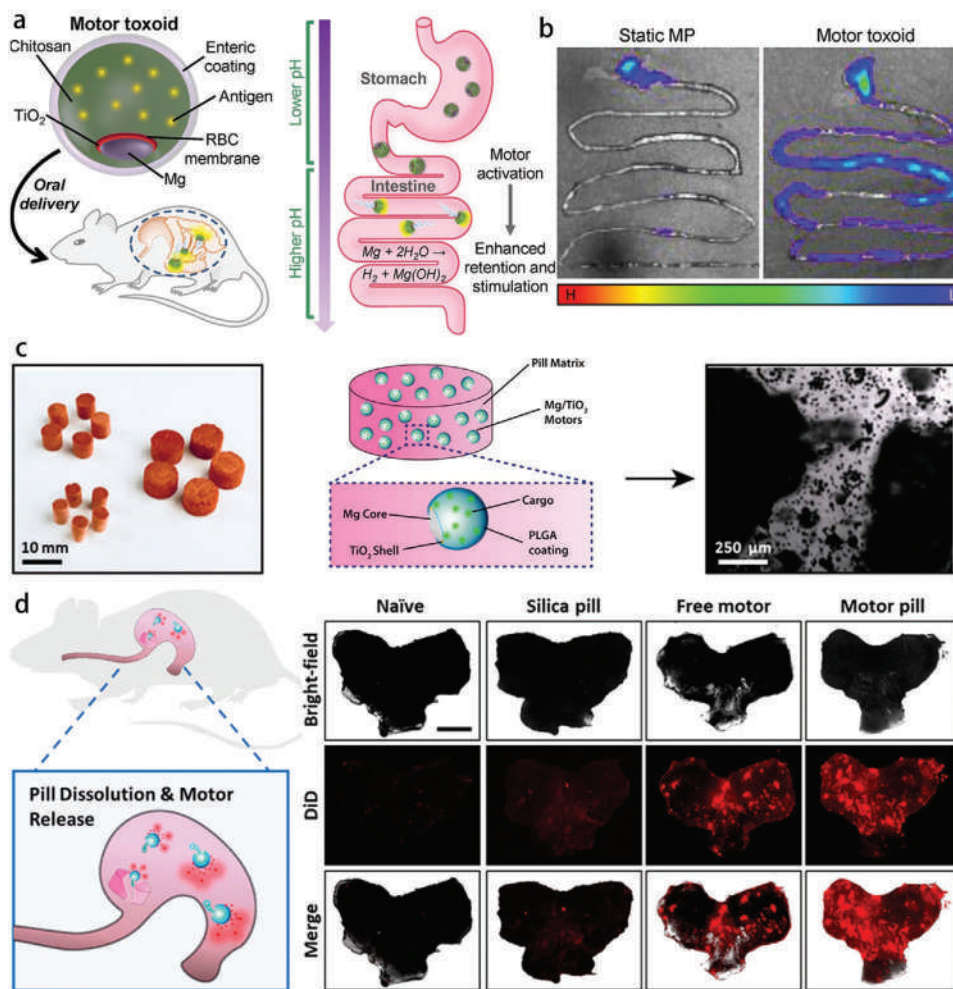 a
Motor toxoid
Chitosan
Enteric
coating
Antigen
TiO₂
RBC
membrane
Mg
Oral
delivery
Lower pH
Higher pH
Stomach
Intestine
Mg + 2H₂O →
H₂ + Mg(OH)₂
Motor
activation
Enhanced
retention and
stimulation
b
Static MP
Motor toxoid
H
L
c
10 mm
Pill Matrix
Mg/TiO₂
Motors
Mg Core
Cargo
TiO₂ Shell
PLGA
coating
250 µm
d
Pill Dissolution & Motor
Release
Naïve
Silica pill
Free motor
Motor pill
Bright-field
DiD
Merge